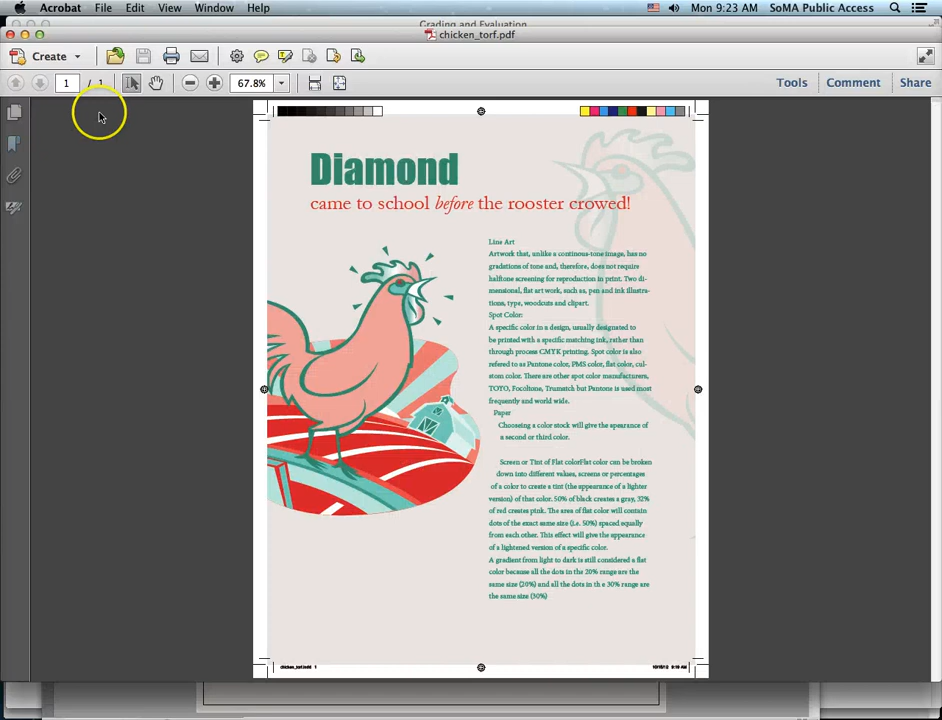 Acrobat File Edit View Window Help Mon 9:23 AM SoMA Public Access
Grading and Evaluation
chicken_torf.pdf
Create
1 / 1 67.8% Tools Comment Share
Diamond
came to school before the rooster crowed!
Line Art
Artwork that, unlike a continous-tone image, has no
gradations of tone and, therefore, does not require
halftone screening for reproduction in print. Two di-
mensional, flat art work, such as, pen and ink illustra-
tions, type, woodcuts and clipart.
Spot Color:
A specific color in a design, usually designated to
be printed with a specific matching ink, rather than
through process CMYK printing. Spot color is also
refered to as Pantone color, PMS color, flat color, cul-
stom color. There are other spot color manufacturers,
TOTO, Focoltone, Trumatch but Pantone is used most
frequently and world wide.
Paper
Chooseing a color stock will give the apearance of
a second or third color.
Screen or Tint of Flat colorFlat color can be broken
down into different values, screens or percentages
of a color to create a tint (the appearance of a lighter
version) of that color. 50% of black creates a gray, 32%
of red creates pink. The area of flat color will contain
dots of the exact same size (i.e. 50%) spaced equally
from each other. This effect will give the appearance
of a lightened version of a specific color.
A gradient from light to dark is still considered a flat
color because all the dots in the 20% range are the
same size (20%) and all the dots in th e 30% range are
the same size (30%)
chicken_torf.indd 1 10/15/12 9:19 AM